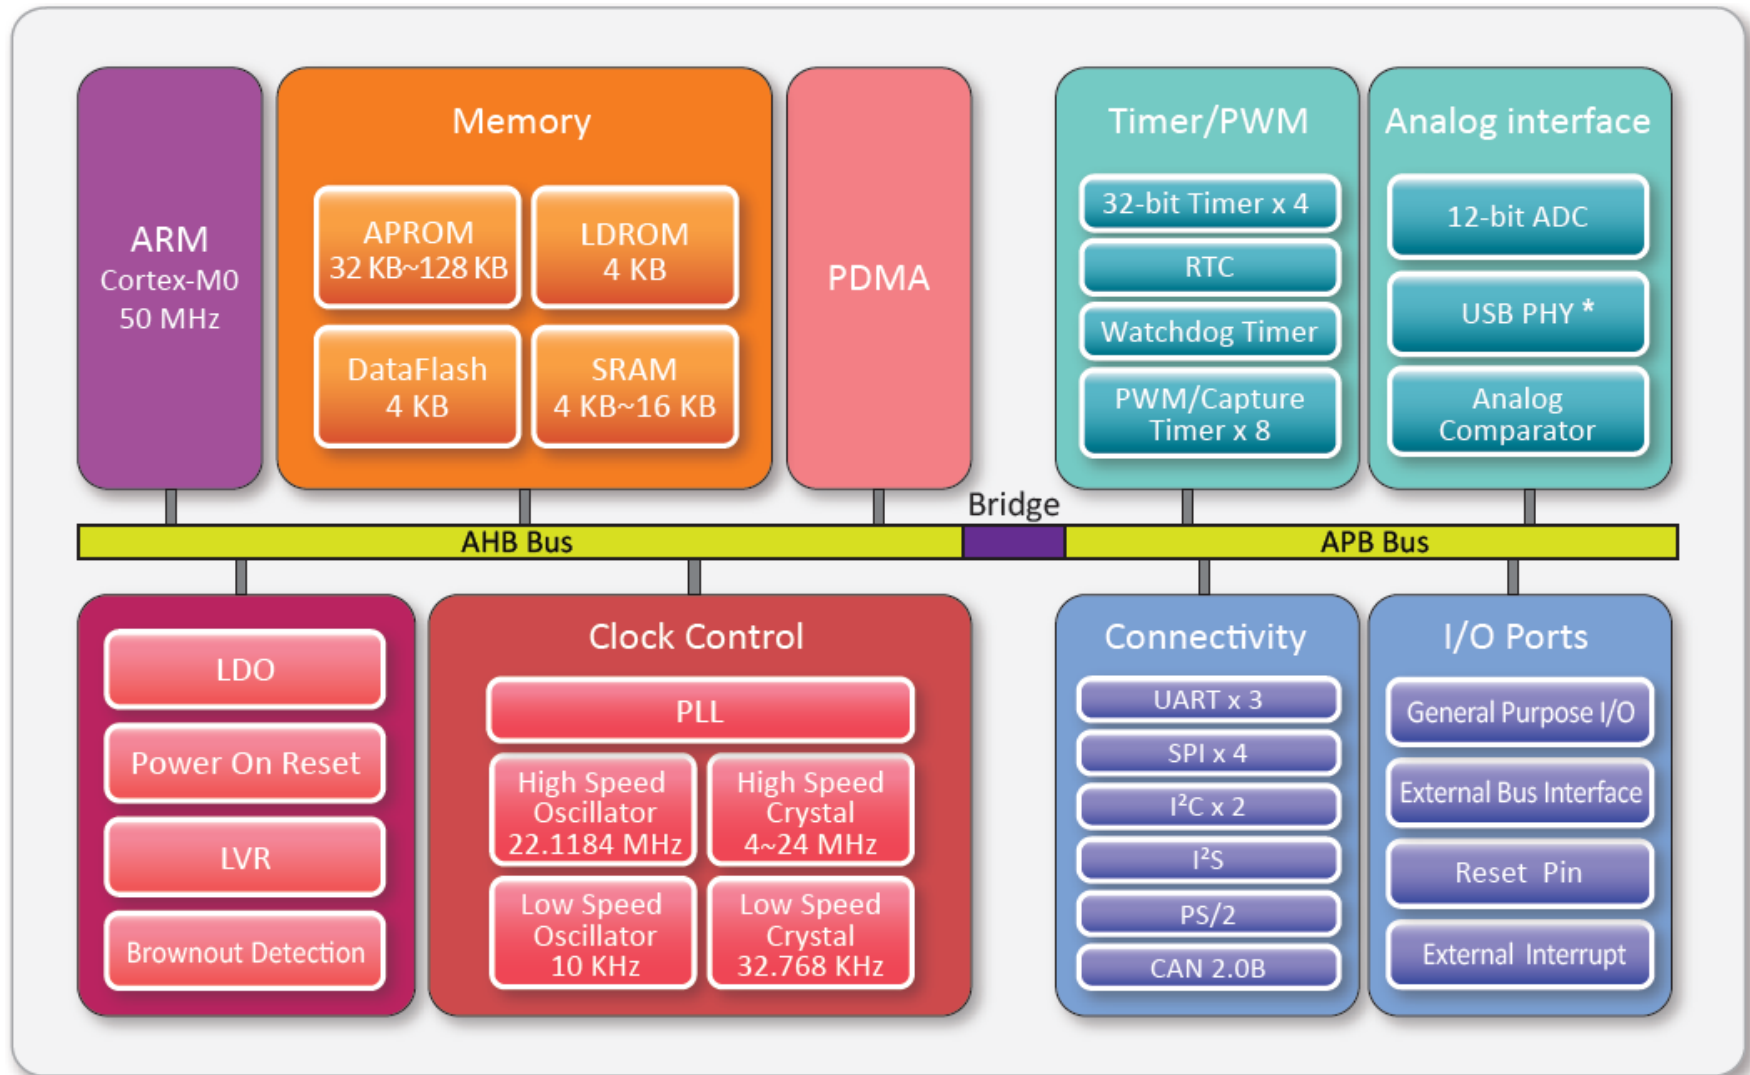 ARM
Cortex-M0
50 MHz
Memory
APROM
32 KB~128 KB
LDROM
4 KB
DataFlash
4 KB
SRAM
4 KB~16 KB
PDMA
Timer/PWM
32-bit Timer x 4
RTC
Watchdog Timer
PWM/Capture
Timer x 8
Analog interface
12-bit ADC
USB PHY *
Analog
Comparator
Bridge
AHB Bus
APB Bus
LDO
Power On Reset
LVR
Brownout Detection
Clock Control
PLL
High Speed
Oscillator
22.1184 MHz
High Speed
Crystal
4~24 MHz
Low Speed
Oscillator
10 KHz
Low Speed
Crystal
32.768 KHz
Connectivity
UART x 3
SPI x 4
I²C x 2
I²S
PS/2
CAN 2.0B
I/O Ports
General Purpose I/O
External Bus Interface
Reset Pin
External Interrupt